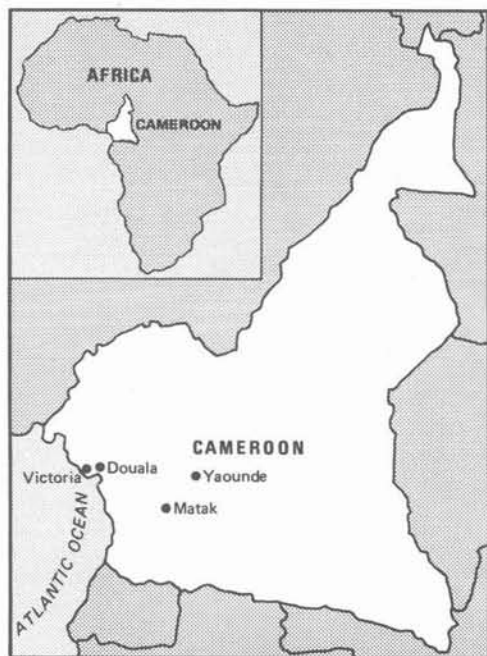 AFRICA
CAMEROON
CAMEROON
Victoria
Douala
Yaounde
Matak
ATLANTIC OCEAN